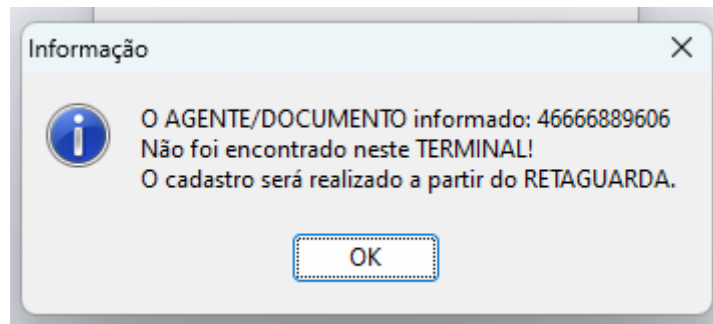 Informação
O AGENTE/DOCUMENTO informado: 46666889606
Não foi encontrado neste TERMINAL!
O cadastro será realizado a partir do RETAGUARDA.
OK